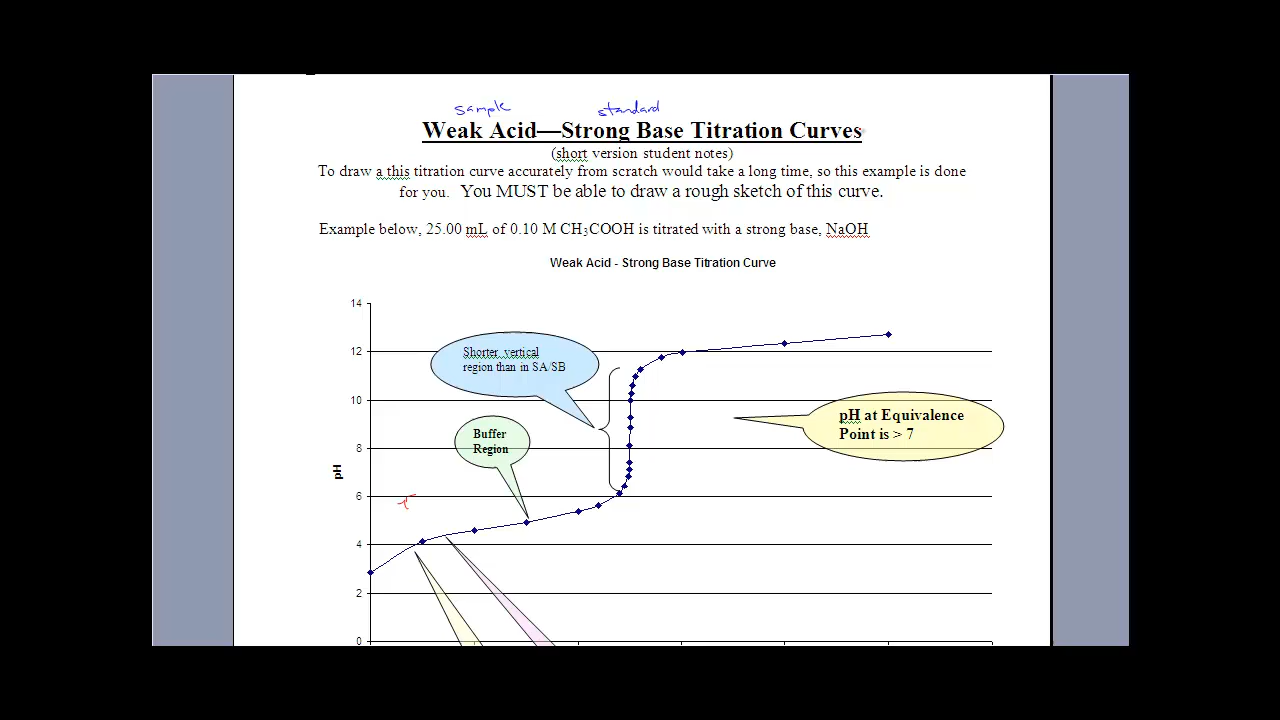 sample standard
Weak Acid—Strong Base Titration Curves
(short version student notes)
To draw a this titration curve accurately from scratch would take a long time, so this example is done
for you. You MUST be able to draw a rough sketch of this curve.
Example below, 25.00 mL of 0.10 M CH₃COOH is titrated with a strong base, NaOH
Weak Acid - Strong Base Titration Curve
14
12
10
8
6
4
2
0
pH
Shorter vertical
region than in SA/SB
Buffer
Region
pH at Equivalence
Point is > 7